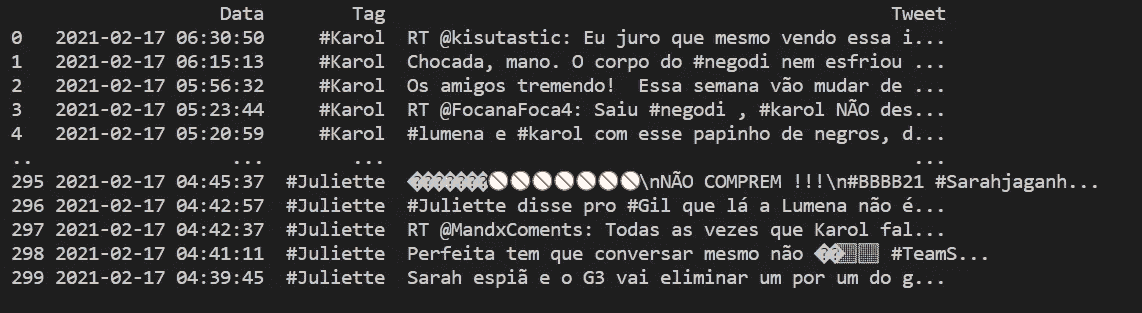 Data Tag Tweet
0 2021-02-17 06:30:50 #Karol RT @kisutastic: Eu juro que mesmo vendo essa i...
1 2021-02-17 06:15:13 #Karol Chocada, mano. O corpo do #negodi nem esfriou ...
2 2021-02-17 05:56:32 #Karol Os amigos tremendo!  Essa semana vão mudar de ...
3 2021-02-17 05:23:44 #Karol RT @FocanaFoca4: Saiu #negodi , #karol NÃO des...
4 2021-02-17 05:20:59 #Karol #lumena e #karol com esse papinho de negros, d...
.. ... ... ...
295 2021-02-17 04:45:37 #Juliette �������🚫🚫🚫🚫🚫🚫🚫\nNÃO COMPREM !!!\n#BBBB21 #Sarahjaganh...
296 2021-02-17 04:42:57 #Juliette #Juliette disse pro #Gil que lá a Lumena não é...
297 2021-02-17 04:42:37 #Juliette RT @MandxComents: Todas as vezes que Karol fal...
298 2021-02-17 04:41:11 #Juliette Perfeita tem que conversar mesmo não �� #TeamS...
299 2021-02-17 04:39:45 #Juliette Sarah espiã e o G3 vai eliminar um por um do g...